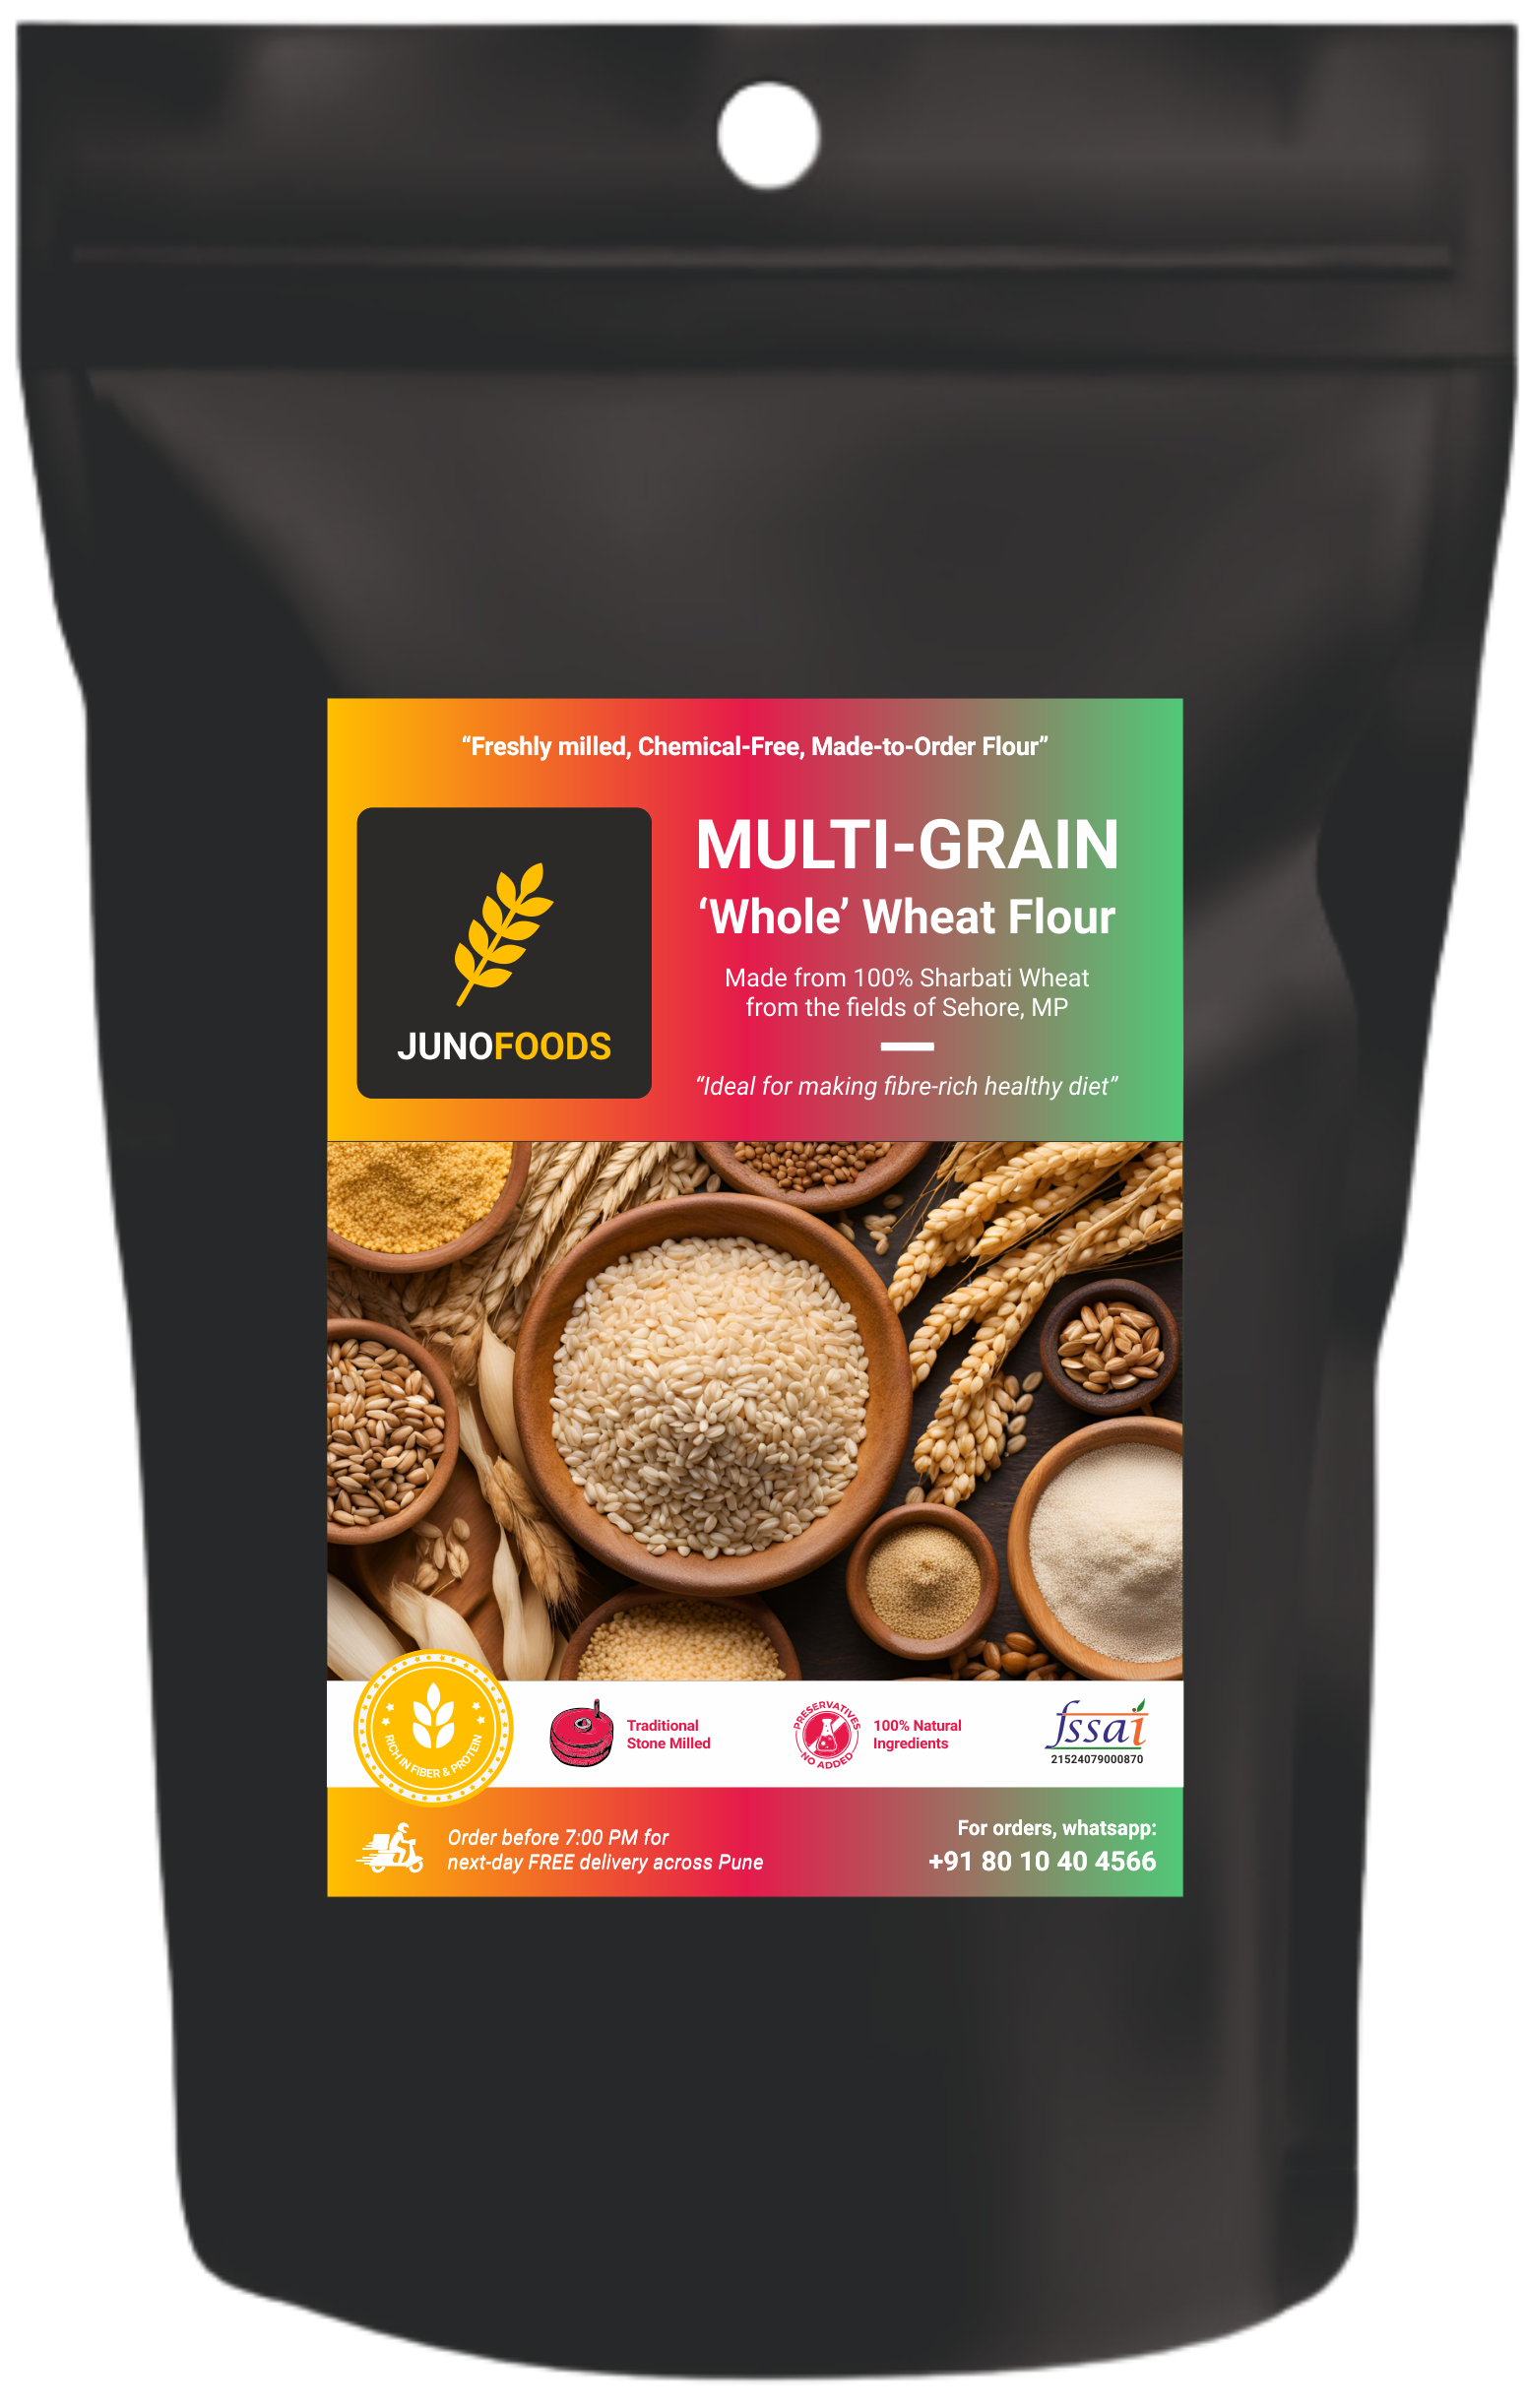 “Freshly milled, Chemical-Free, Made-to-Order Flour”
JUNOFOODS
MULTI-GRAIN
‘Whole’ Wheat Flour
Made from 100% Sharbati Wheat
from the fields of Sehore, MP
“Ideal for making fibre-rich healthy diet”
RICH IN FIBER & PROTEIN
Traditional
Stone Milled
PRESERVATIVES
NO ADDED
100% Natural
Ingredients
fssai
21524079000870
Order before 7:00 PM for
next-day FREE delivery across Pune
For orders, whatsapp:
+91 80 10 40 4566